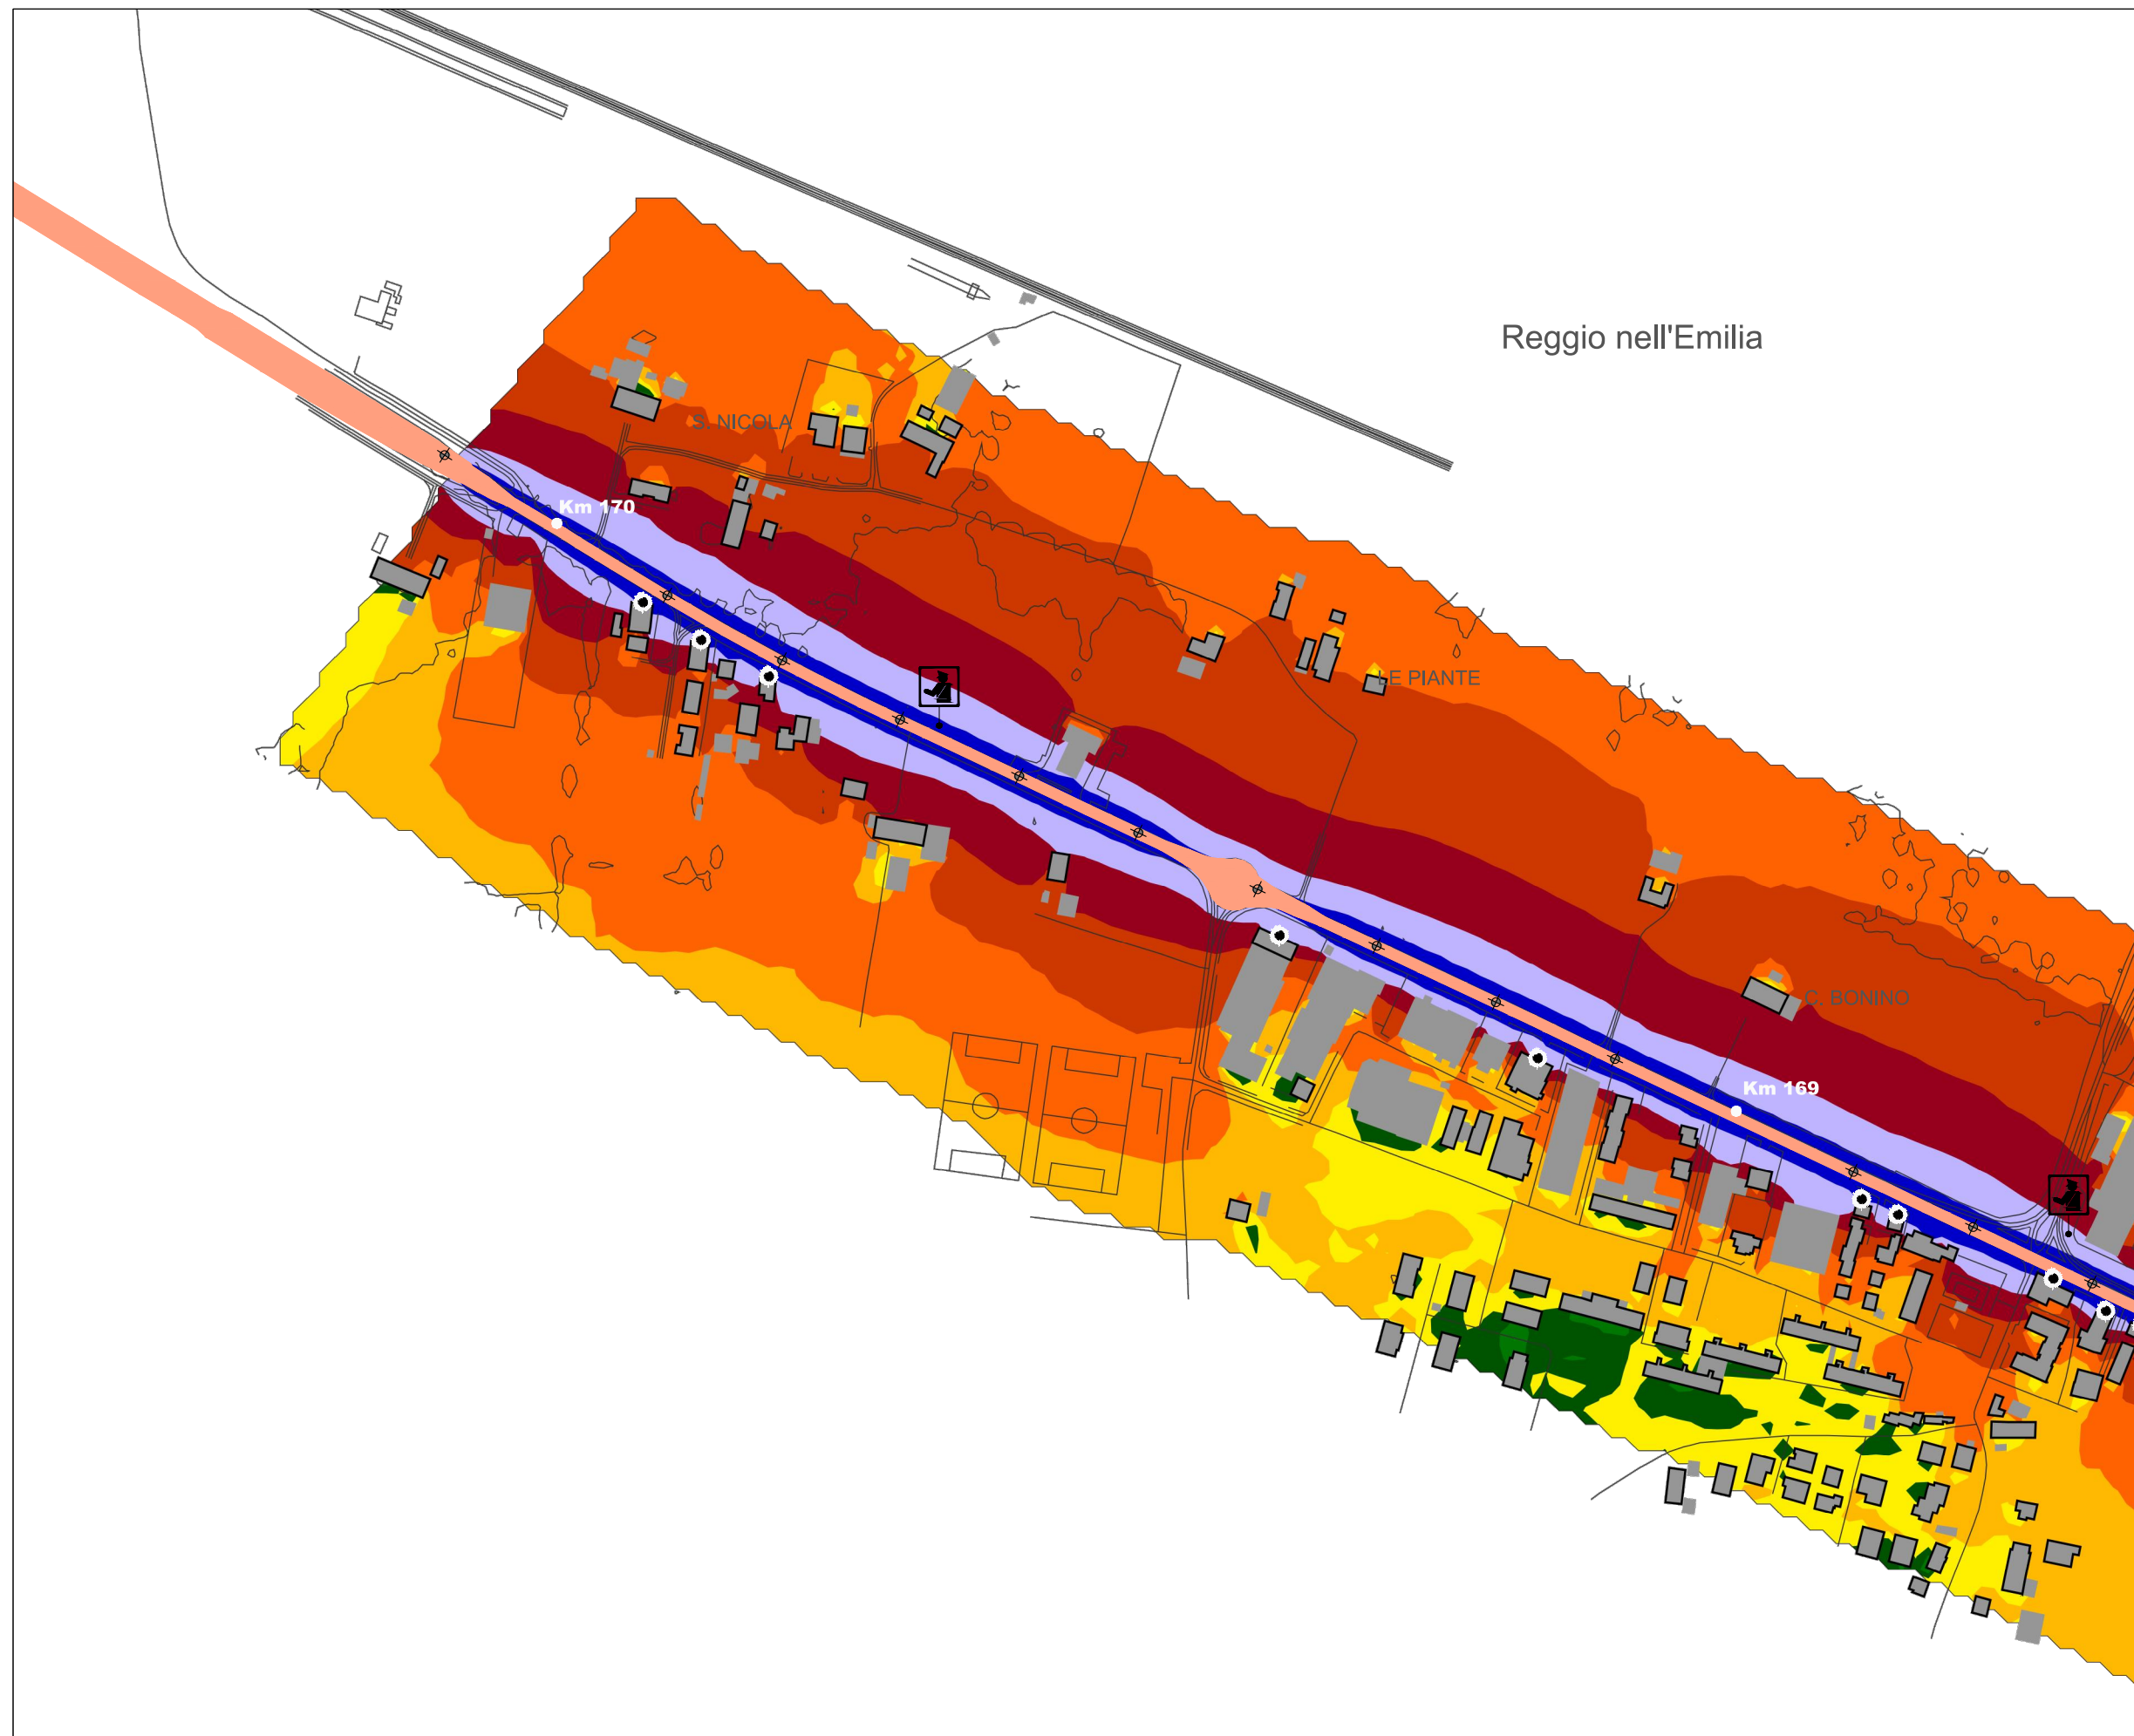 Reggio nell'Emilia
S. NICOLA
Km 170
LE PIANTE
C. BONINO
Km 169